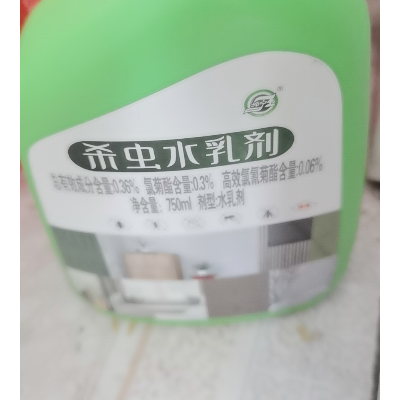 杀虫水乳剂
总有效成分含量:0.36% 氯菊酯含量:0.3% 高效氯氰菊酯含量:0.06%
净含量: 750ml 剂型:水乳剂